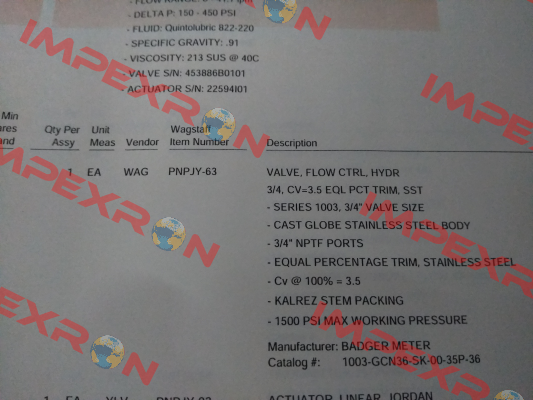 - FLOW RANGE:
- DELTA P: 150 - 450 PSI
- FLUID: Quintolubric 822-220
- SPECIFIC GRAVITY: .91
- VISCOSITY: 213 SUS @ 40C
- VALVE S/N: 453886B0101
- ACTUATOR S/N: 22594I01
Min
Qty Per Unit Wagstaff
Assy Meas Vendor Item Number Description
1 EA WAG PNPJY-63 VALVE, FLOW CTRL, HYDR
3/4, CV=3.5 EQL PCT TRIM, SST
- SERIES 1003, 3/4" VALVE SIZE
- CAST GLOBE STAINLESS STEEL BODY
- 3/4" NPTF PORTS
- EQUAL PERCENTAGE TRIM, STAINLESS STEEL
- Cv @ 100% = 3.5
- KALREZ STEM PACKING
- 1500 PSI MAX WORKING PRESSURE
Manufacturer: BADGER METER
Catalog #: 1003-GCN36-SK-00-35P-36
1 EA ACTUATOR, LINEAR, JORDAN
IMPEXRON
IMPEXRON
IMPEXRON
IMPEXRON